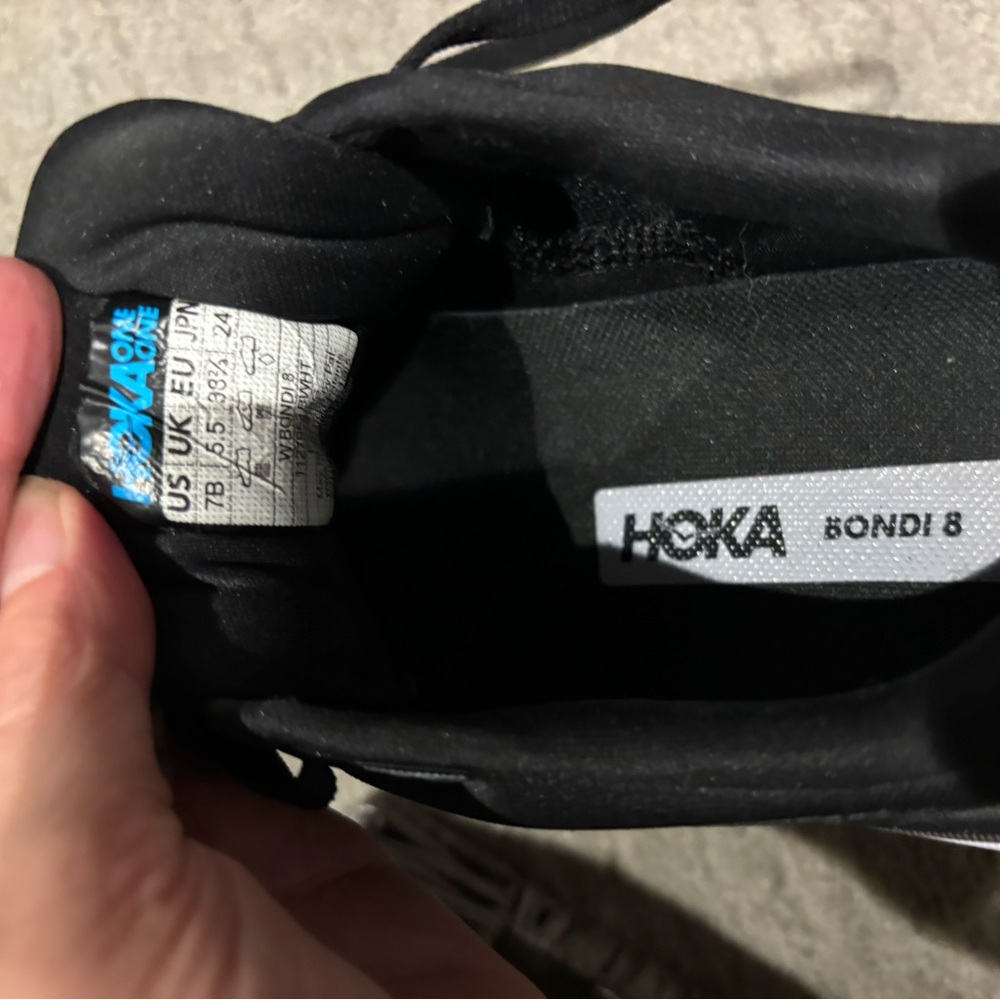 HOKA
ONE ONE
US UK EU JPN
7B 5.5 38⅔ 24
W BONDI 8
HOKA BONDI 8